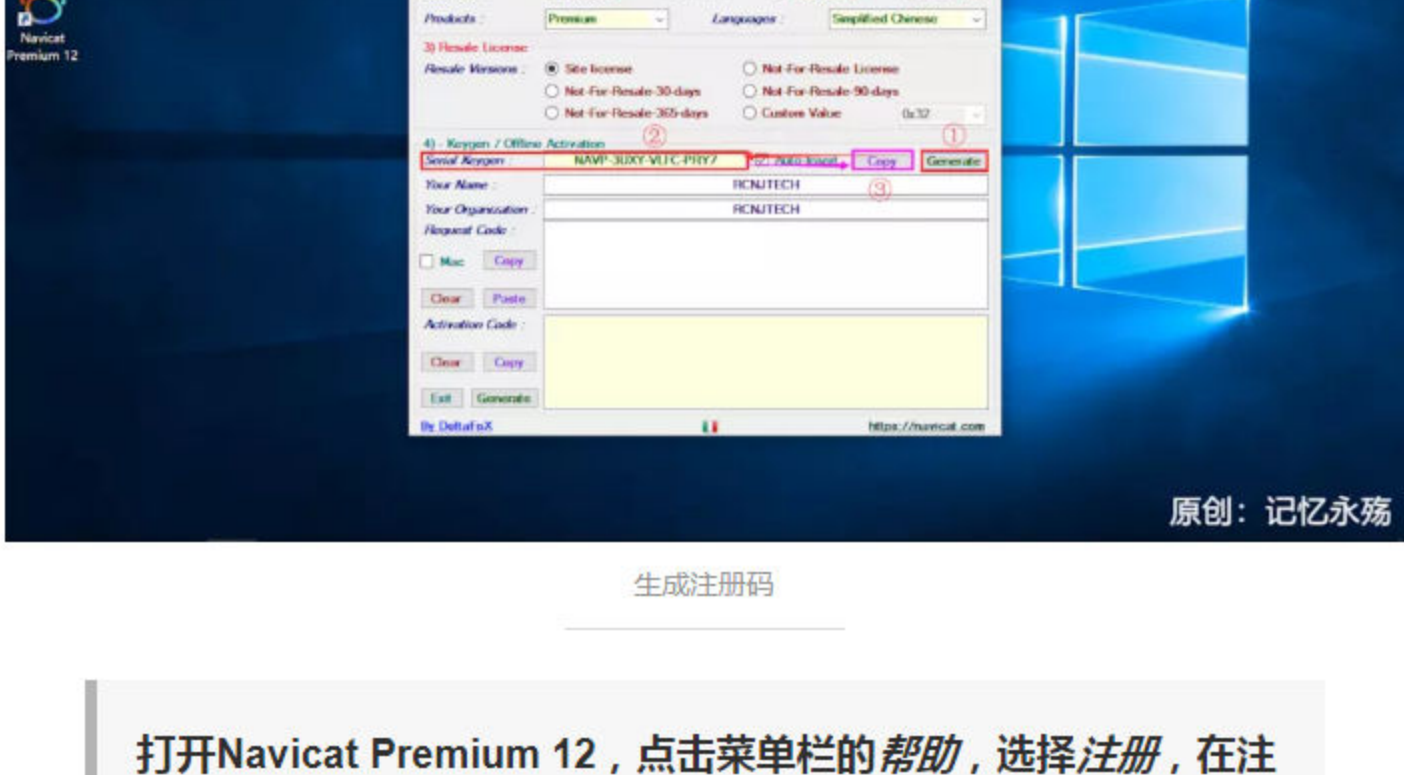 Navicat
Premium 12
Products : Premium Languages : Simplified Chinese
3) Resale License
Resale Versions : Site license Not-For-Resale License
Not-For-Resale-30-days Not-For-Resale-90-days
Not-For-Resale-365-days Custom Value 0x32
4) - Keygen / Offline Activation ② ①
Serial Keygen : NAVP-3UXY-VLFC-PRY7 Auto Insert Copy Generate
Your Name : RCNJTECH ③
Your Organization : RCNJTECH
Request Code :
Mac Copy
Clear Paste
Activation Code :
Clear Copy
Exit Generate
By DeltaFoX https://navicat.com
原创：记忆永殇
生成注册码
打开Navicat Premium 12，点击菜单栏的帮助，选择注册，在注